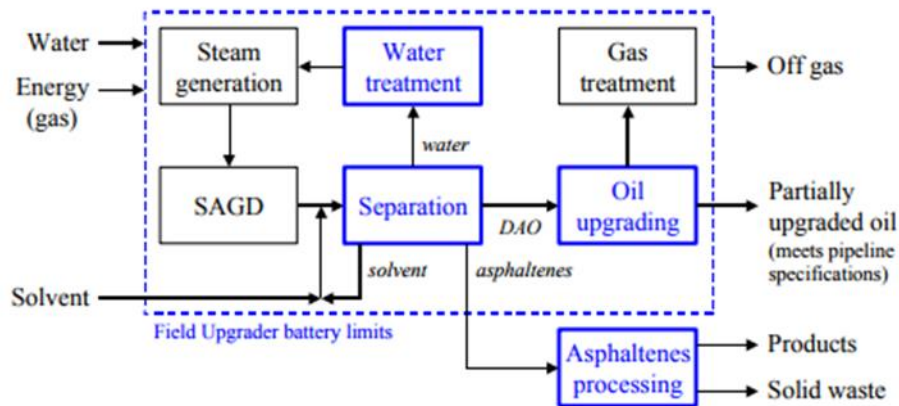 Water
Energy
(gas)
Steam
generation
Water
treatment
Gas
treatment
Off gas
water
SAGD
Separation
DAO
Oil
upgrading
Partially
upgraded oil
(meets pipeline
specifications)
solvent
asphaltenes
Solvent
Field Upgrader battery limits
Asphaltenes
processing
Products
Solid waste